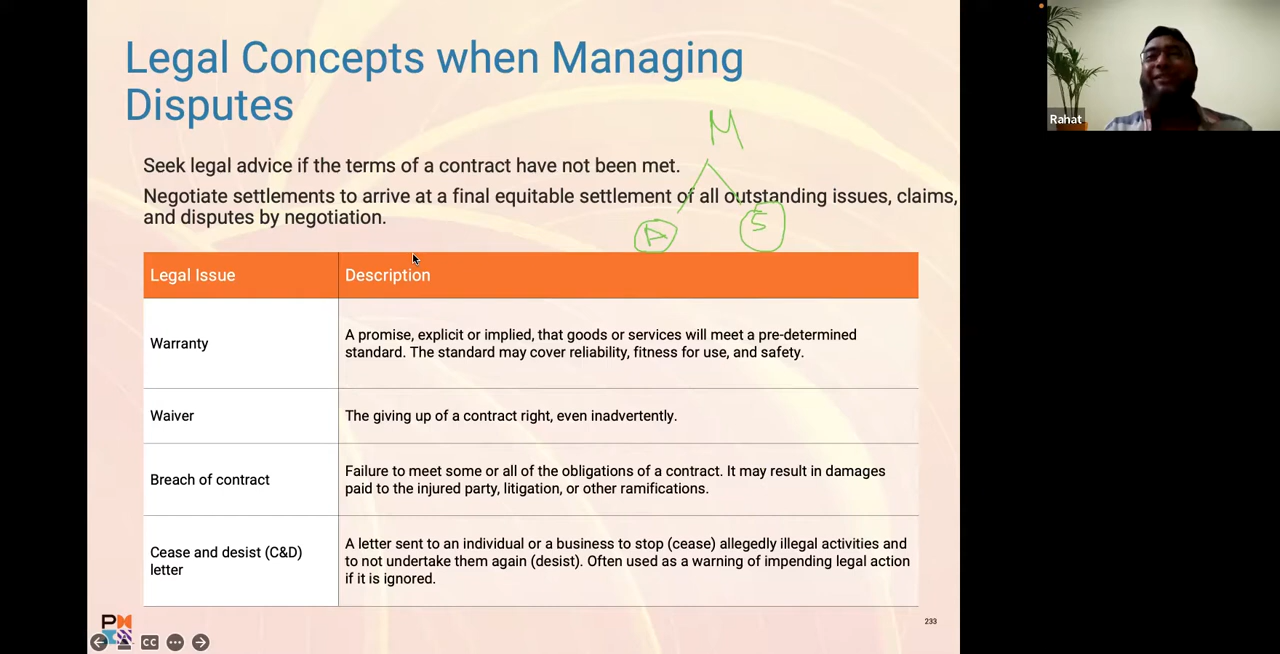 Legal Concepts when Managing
Disputes
M
Seek legal advice if the terms of a contract have not been met.
Negotiate settlements to arrive at a final equitable settlement of all outstanding issues, claims,
and disputes by negotiation.
A
5
Legal Issue
Description
Warranty
A promise, explicit or implied, that goods or services will meet a pre-determined
standard. The standard may cover reliability, fitness for use, and safety.
Waiver
The giving up of a contract right, even inadvertently.
Breach of contract
Failure to meet some or all of the obligations of a contract. It may result in damages
paid to the injured party, litigation, or other ramifications.
Cease and desist (C&D)
letter
A letter sent to an individual or a business to stop (cease) allegedly illegal activities and
to not undertake them again (desist). Often used as a warning of impending legal action
if it is ignored.
233
CC
Rahat